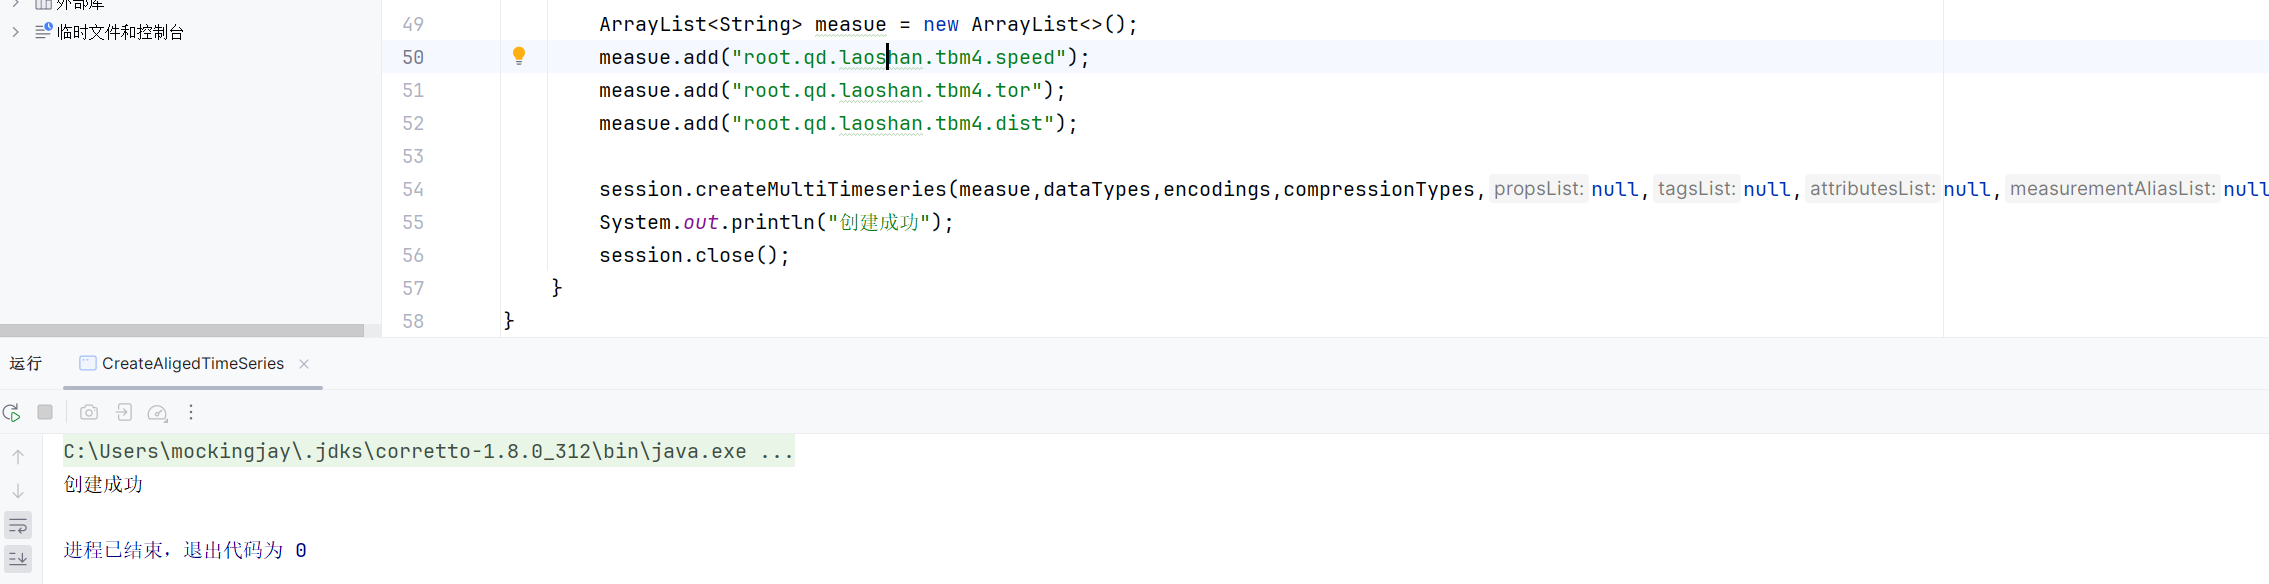 外部库
临时文件和控制台
49 ArrayList<String> measue = new ArrayList<>();
50 measue.add("root.qd.laoshan.tbm4.speed");
51 measue.add("root.qd.laoshan.tbm4.tor");
52 measue.add("root.qd.laoshan.tbm4.dist");
53
54 session.createMultiTimeseries(measue,dataTypes,encodings,compressionTypes, propsList: null, tagsList: null, attributesList: null, measurementAliasList: null
55 System.out.println("创建成功");
56 session.close();
57 }
58 }
运行 CreateAligedTimeSeries
C:\Users\mockingjay\.jdks\corretto-1.8.0_312\bin\java.exe ...
创建成功
进程已结束，退出代码为 0